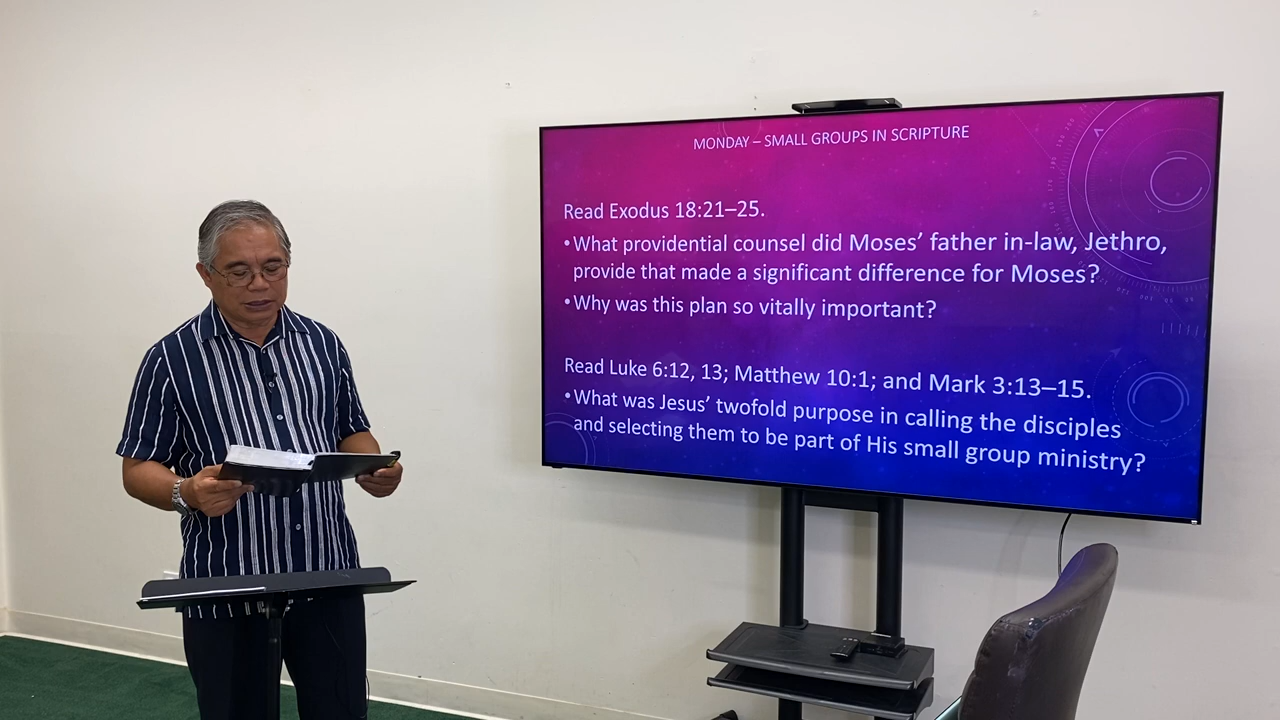 MONDAY – SMALL GROUPS IN SCRIPTURE
Read Exodus 18:21–25.
•What providential counsel did Moses’ father in-law, Jethro,
provide that made a significant difference for Moses?
•Why was this plan so vitally important?
Read Luke 6:12, 13; Matthew 10:1; and Mark 3:13–15.
•What was Jesus’ twofold purpose in calling the disciples
and selecting them to be part of His small group ministry?